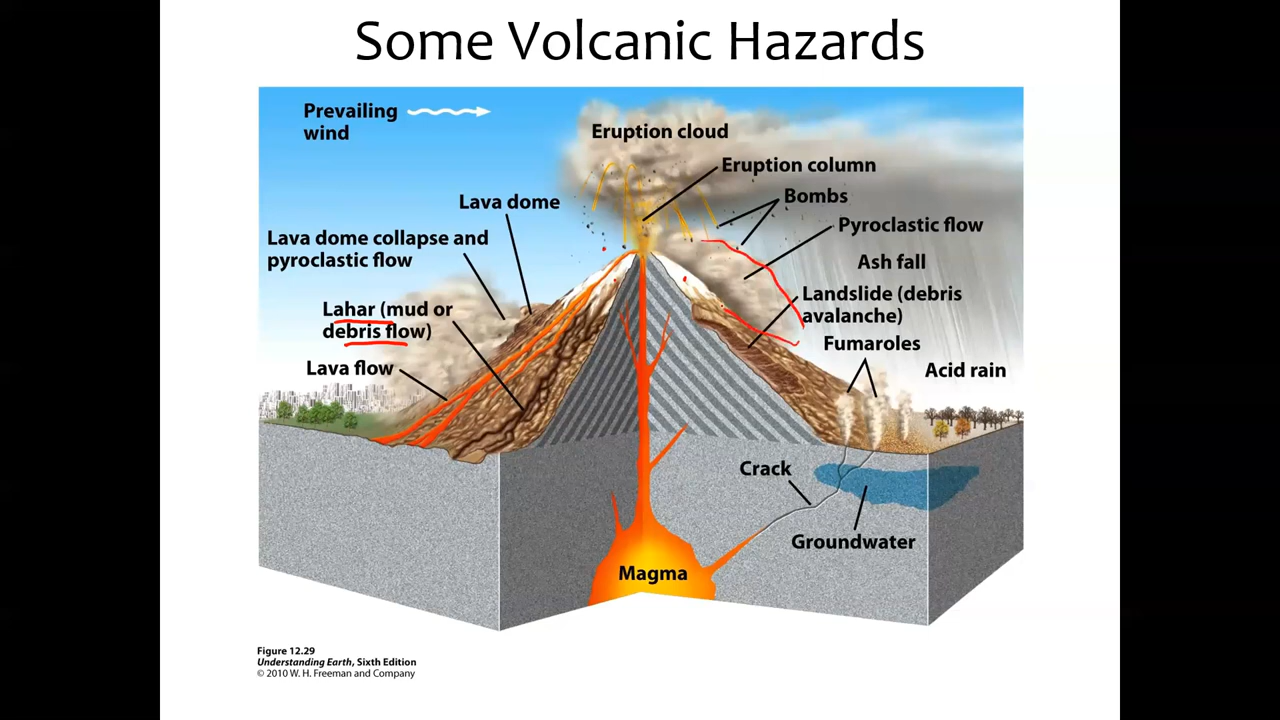 Some Volcanic Hazards
Prevailing
wind
Eruption cloud
Eruption column
Bombs
Lava dome
Pyroclastic flow
Lava dome collapse and
pyroclastic flow
Ash fall
Landslide (debris
avalanche)
Lahar (mud or
debris flow)
Fumaroles
Lava flow
Acid rain
Crack
Groundwater
Magma
Figure 12.29
Understanding Earth, Sixth Edition
© 2010 W. H. Freeman and Company